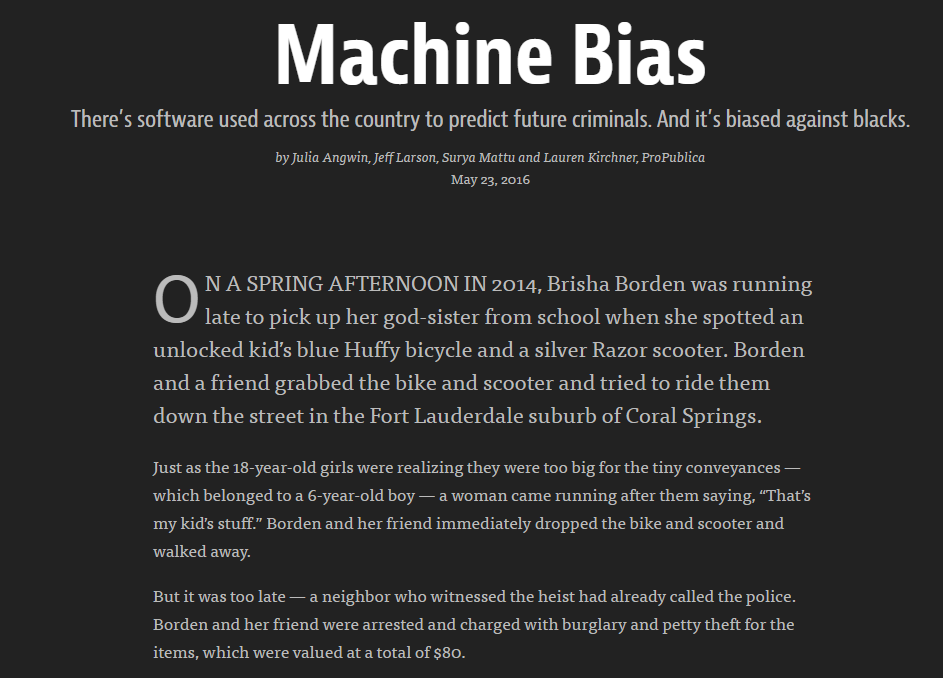 Machine Bias
There’s software used across the country to predict future criminals. And it’s biased against blacks.
by Julia Angwin, Jeff Larson, Surya Mattu and Lauren Kirchner, ProPublica
May 23, 2016
ON A SPRING AFTERNOON IN 2014, Brisha Borden was running
late to pick up her god-sister from school when she spotted an
unlocked kid’s blue Huffy bicycle and a silver Razor scooter. Borden
and a friend grabbed the bike and scooter and tried to ride them
down the street in the Fort Lauderdale suburb of Coral Springs.
Just as the 18-year-old girls were realizing they were too big for the tiny conveyances —
which belonged to a 6-year-old boy — a woman came running after them saying, “That’s
my kid’s stuff.” Borden and her friend immediately dropped the bike and scooter and
walked away.
But it was too late — a neighbor who witnessed the heist had already called the police.
Borden and her friend were arrested and charged with burglary and petty theft for the
items, which were valued at a total of $80.